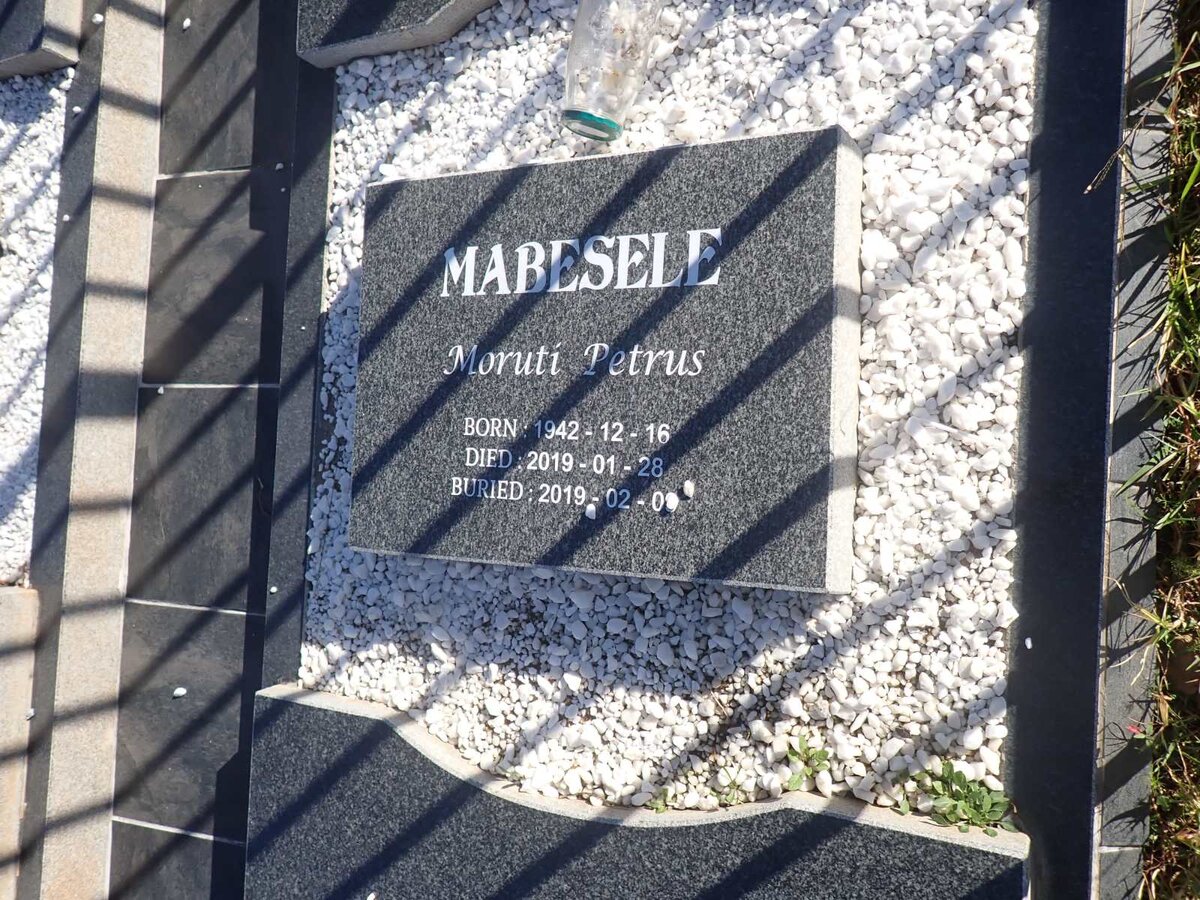 MABESELE
Moruti Petrus
BORN : 1942 - 12 - 16
DIED : 2019 - 01 - 28
BURIED : 2019 - 02 -